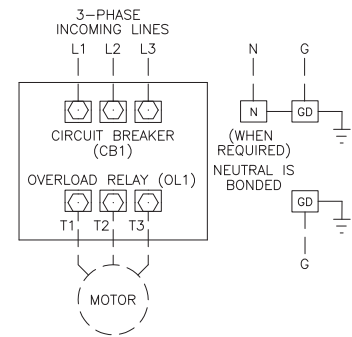 3-PHASE
INCOMING LINES
L1 L2 L3 N G
N GD
CIRCUIT BREAKER
(CB1)
(WHEN
REQUIRED)
NEUTRAL IS
BONDED
OVERLOAD RELAY (OL1)
GD
T1 T2 T3
G
MOTOR